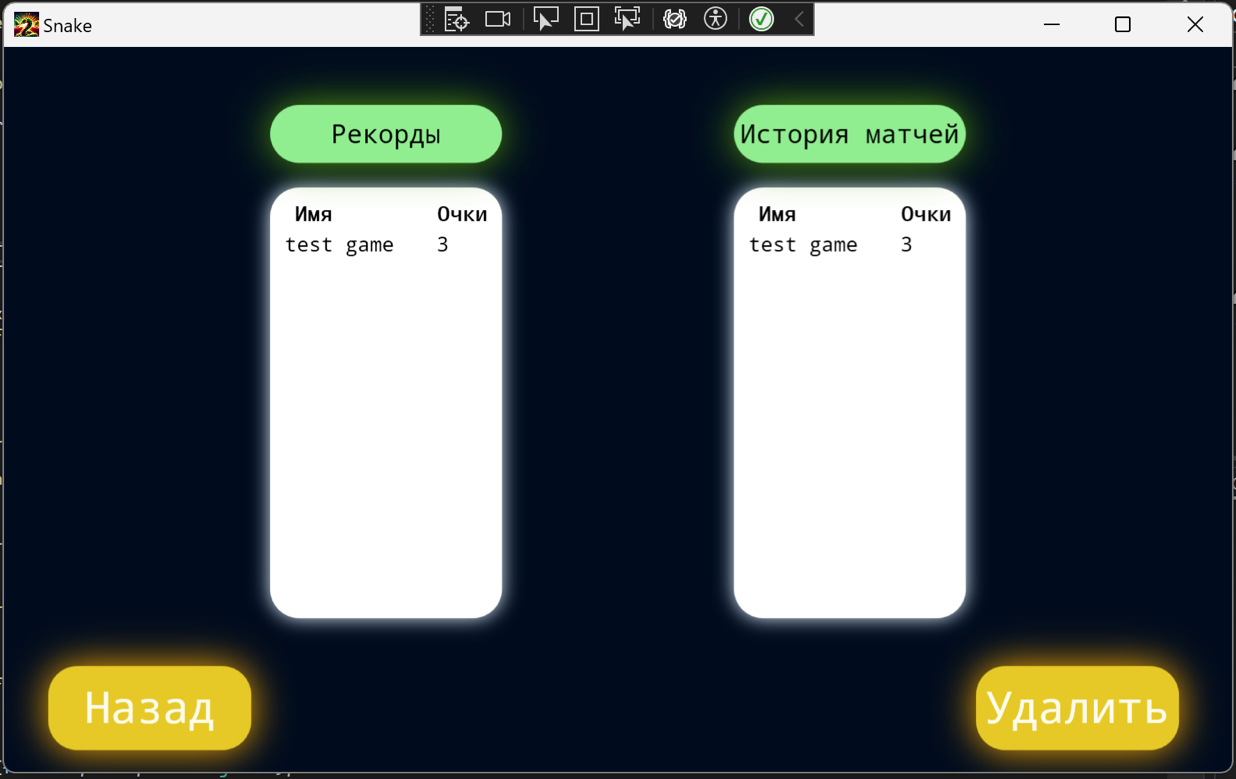 Snake
Рекорды
История матчей
Имя Очки
test game 3
Имя Очки
test game 3
Назад
Удалить